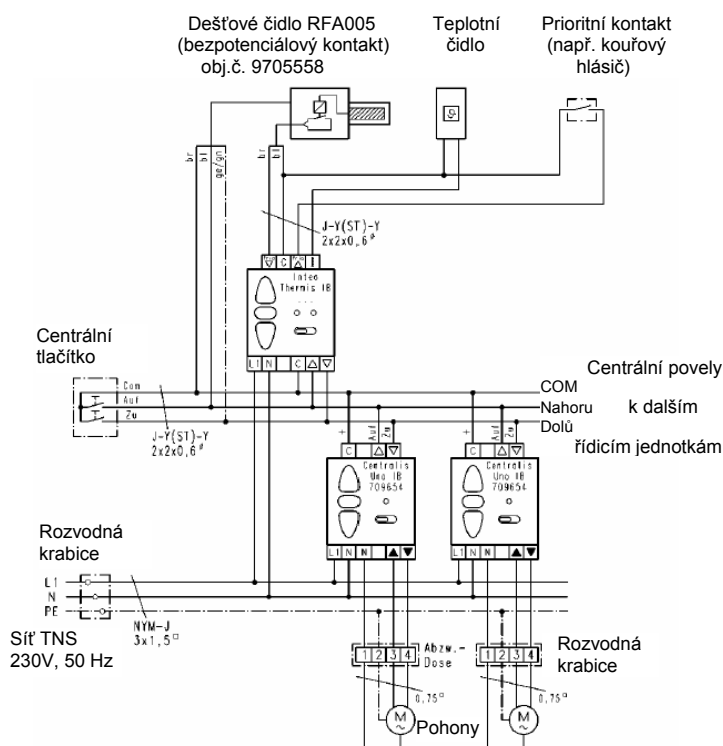 Dešťové čidlo RFA005
(bezpotenciálový kontakt)
obj.č. 9705558
Teplotní
čidlo
Prioritní kontakt
(např. kouřový
hlásič)
br
bl
ge/gn
br
bl
J-Y(ST)-Y
2x2x0,6
C
Inteo
Thermis IB
L1 N C
Centrální
tlačítko
Com
Auf
Zu
J-Y(ST)-Y
2x2x0,6
COM
Nahoru
Dolů
Centrální povely
k dalším
řídicím jednotkám
+ Auf Zu
C
Centralis
Uno IB
709654
L1 N N
+ Auf Zu
C
Centralis
Uno IB
709654
L1 N N
Rozvodná
krabice
L1
N
PE
NYM-J
3x1,5
Síť TNS
230V, 50 Hz
1 2 3 4
Abzw.-
Dose
1 2 3 4
Rozvodná
krabice
0,75
0,75
M
~
Pohony
M
~